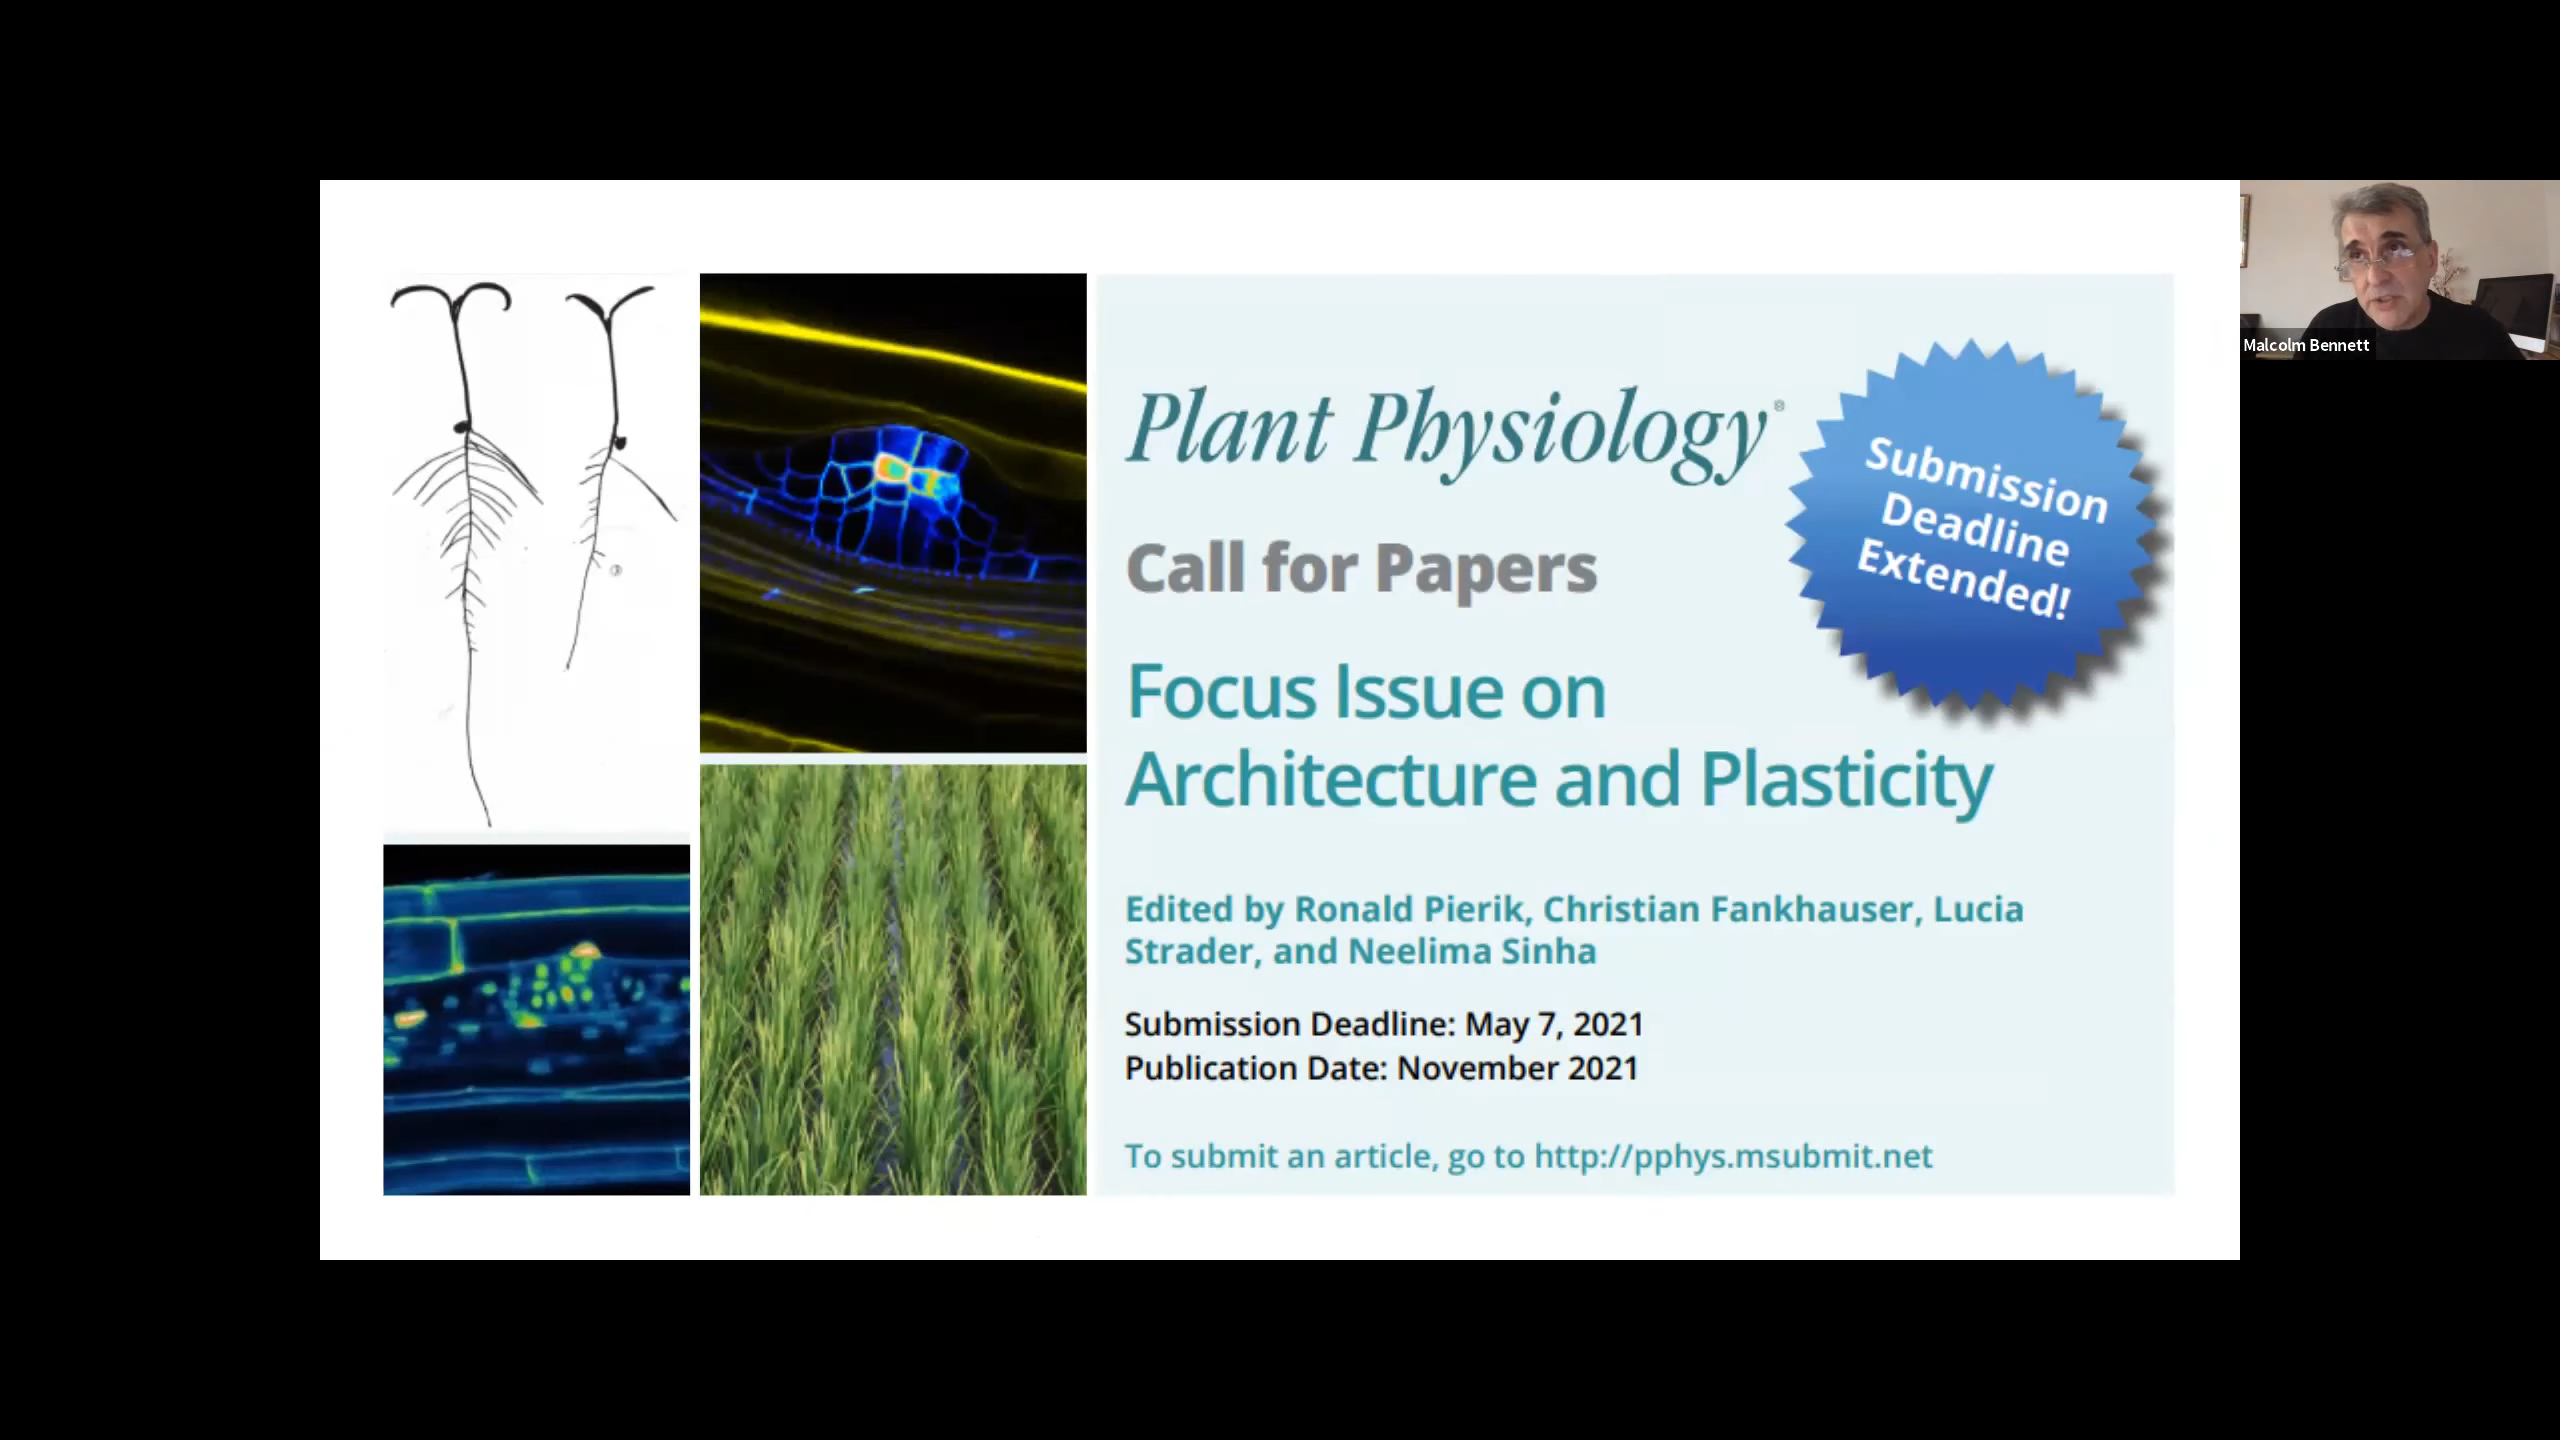 Plant Physiology®
Call for Papers
Focus Issue on
Architecture and Plasticity
Edited by Ronald Pierik, Christian Fankhauser, Lucia
Strader, and Neelima Sinha
Submission Deadline: May 7, 2021
Publication Date: November 2021
To submit an article, go to http://pphys.msubmit.net
Submission
Deadline
Extended!
Malcolm Bennett